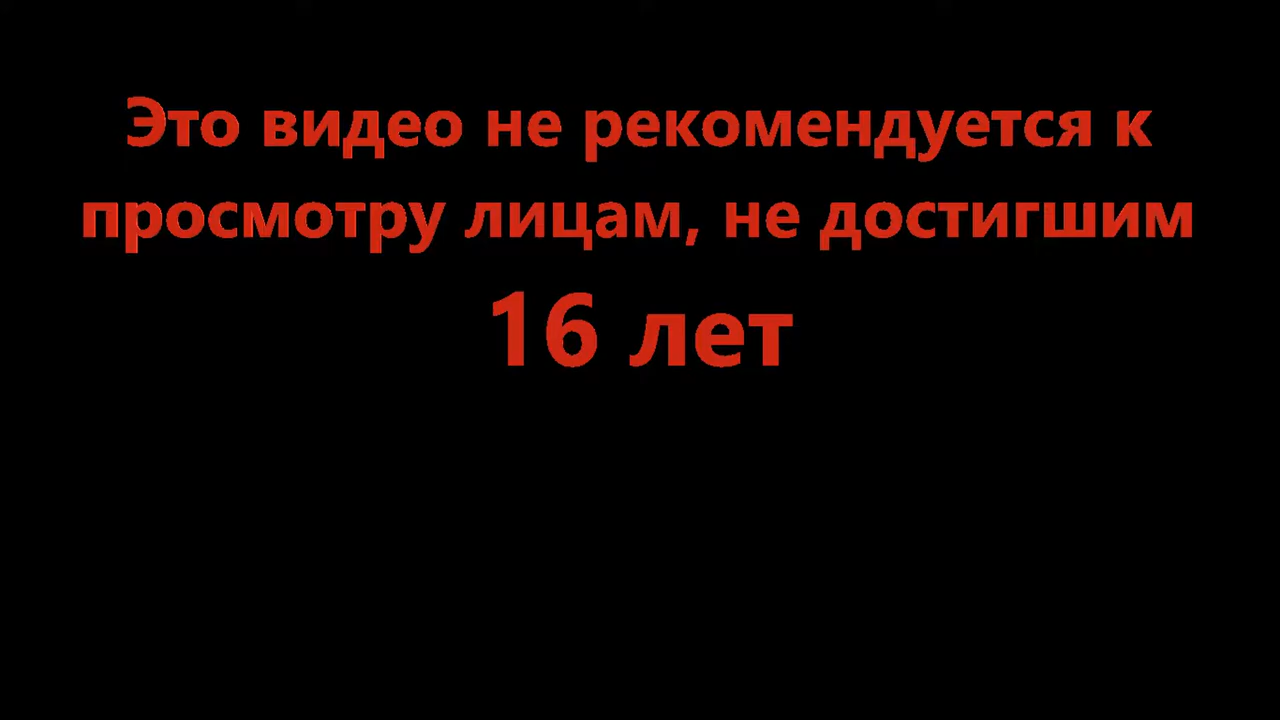 Это видео не рекомендуется к
просмотру лицам, не достигшим
16 лет